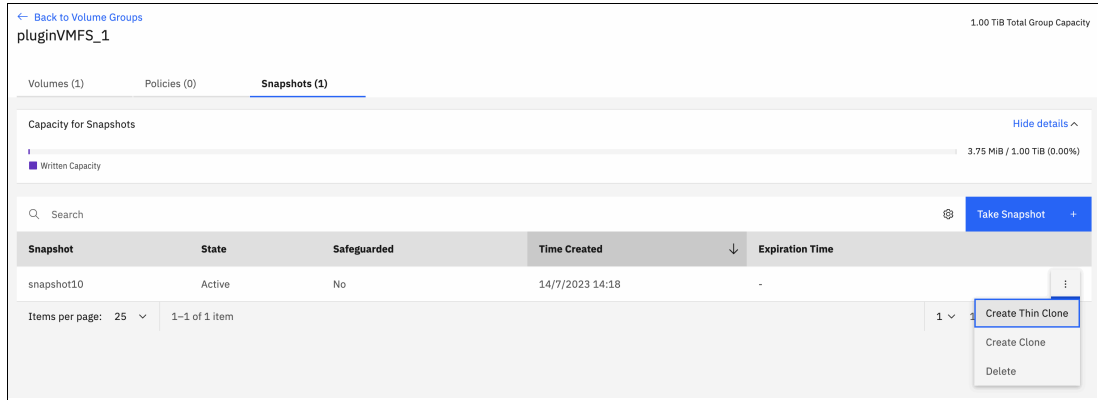 ← Back to Volume Groups
pluginVMFS_1
1.00 TiB Total Group Capacity
Volumes (1) Policies (0) Snapshots (1)
Capacity for Snapshots Hide details
3.75 MiB / 1.00 TiB (0.00%)
Written Capacity
Search Take Snapshot +
Snapshot State Safeguarded Time Created ↓ Expiration Time
snapshot10 Active No 14/7/2023 14:18 -
Items per page: 25 1–1 of 1 item 1 1
Create Thin Clone
Create Clone
Delete